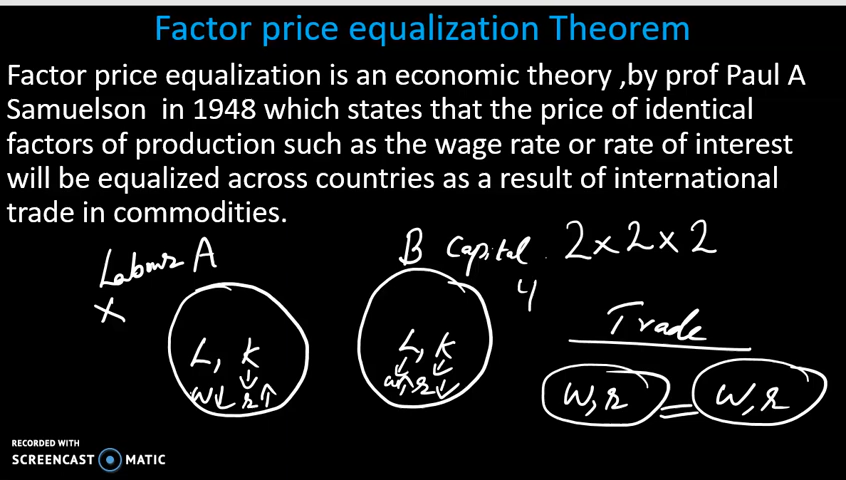 Factor price equalization Theorem
Factor price equalization is an economic theory ,by prof Paul A
Samuelson in 1948 which states that the price of identical
factors of production such as the wage rate or rate of interest
will be equalized across countries as a result of international
trade in commodities.
Labour A
B Capital
2x2x2
X
y
Trade
L, K
w↓ r↑
L, K
w↑ r↓
w, r = w, r
RECORDED WITH
SCREENCAST MATIC